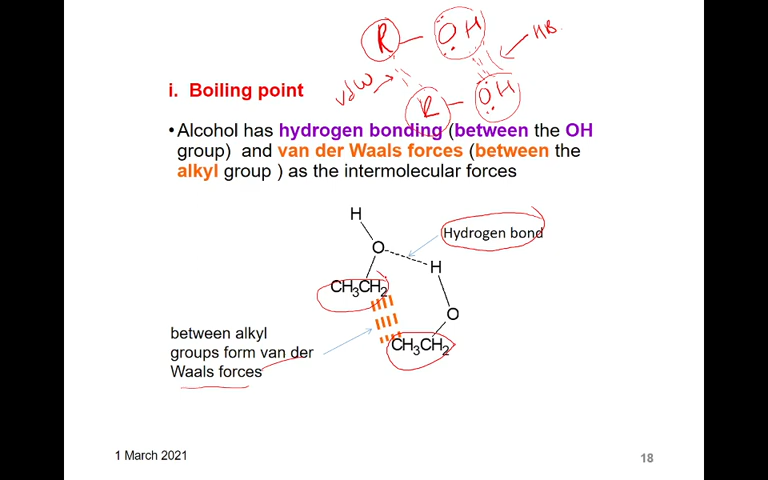 R — OH
HB
vdW
R — OH
i. Boiling point
•Alcohol has hydrogen bonding (between the OH
group) and van der Waals forces (between the
alkyl group ) as the intermolecular forces
H
Hydrogen bond
O
H
CH3CH2
O
between alkyl
groups form van der
Waals forces
CH3CH2
1 March 2021
18